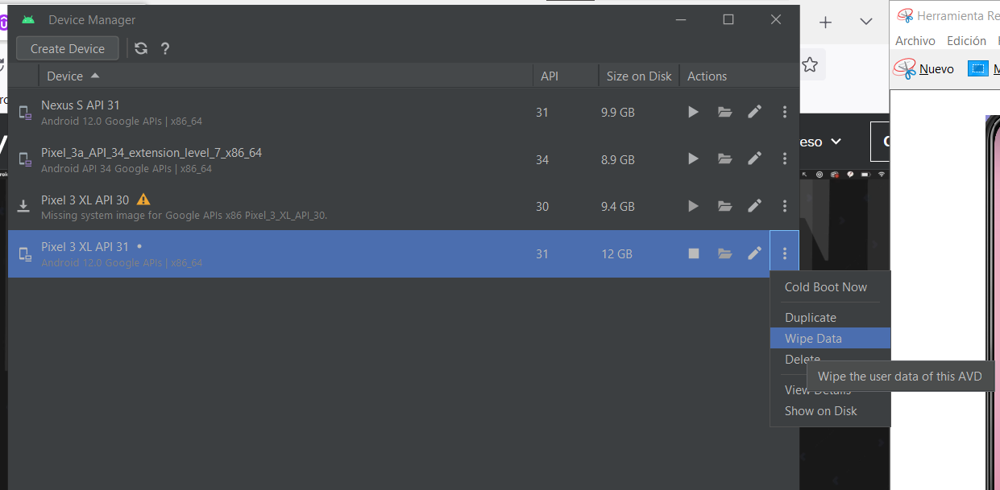 Device Manager
Create Device
?
Device API Size on Disk Actions
Nexus S API 31
Android 12.0 Google APIs | x86_64
31 9.9 GB
Pixel_3a_API_34_extension_level_7_x86_64
Android API 34 Google APIs | x86_64
34 8.9 GB
Pixel 3 XL API 30
Missing system image for Google APIs x86 Pixel_3_XL_API_30.
30 9.4 GB
Pixel 3 XL API 31 •
Android 12.0 Google APIs | x86_64
31 12 GB
Cold Boot Now
Duplicate
Wipe Data
Delete
Wipe the user data of this AVD
View Details
Show on Disk
eso
Herramienta Re
Archivo Edición
Nuevo